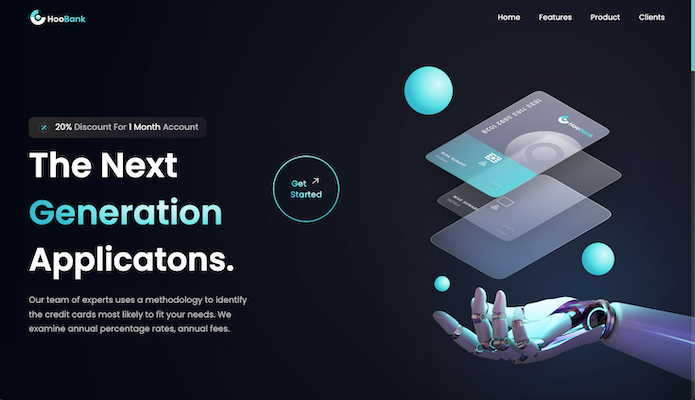 HooBank
Home Features Product Clients
20% Discount For 1 Month Account
The Next
Generation
Applicatons.
Get
Started
Our team of experts uses a methodology to identify
the credit cards most likely to fit your needs. We
examine annual percentage rates, annual fees.
HooBank